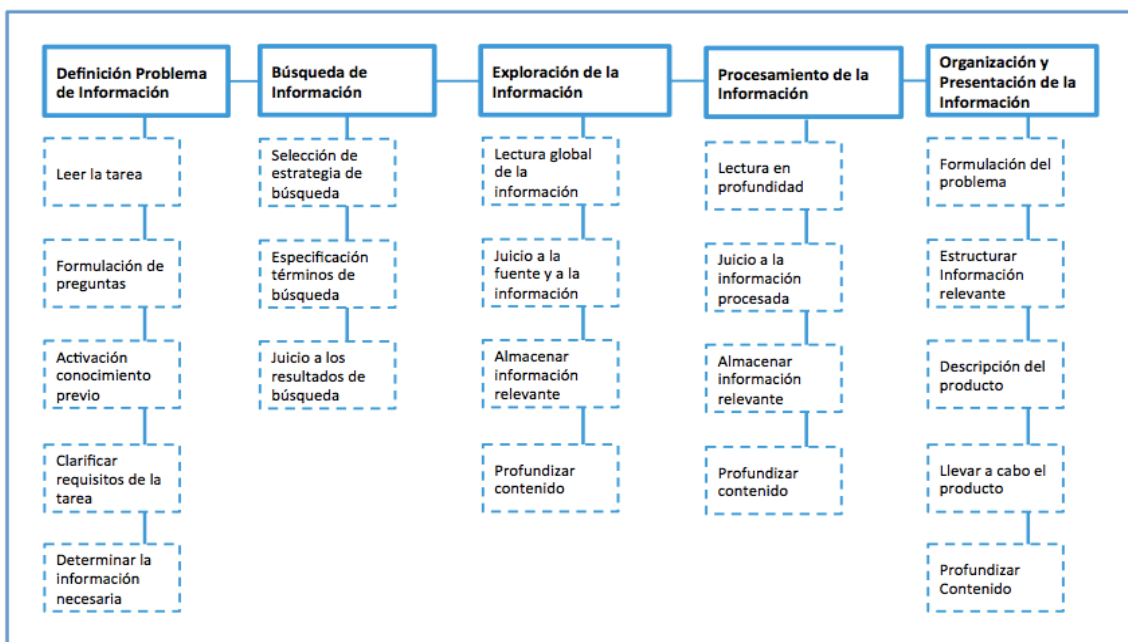 Definición Problema
de Información
Leer la tarea
Formulación de
preguntas
Activación
conocimiento
previo
Clarificar
requisitos de la
tarea
Determinar la
información
necesaria
Búsqueda de
Información
Selección de
estrategia de
búsqueda
Especificación
términos de
búsqueda
Juicio a los
resultados de
búsqueda
Exploración de la
Información
Lectura global
de la
información
Juicio a la
fuente y a la
información
Almacenar
información
relevante
Profundizar
contenido
Procesamiento de la
Información
Lectura en
profundidad
Juicio a la
información
procesada
Almacenar
información
relevante
Profundizar
contenido
Organización y
Presentación de la
Información
Formulación del
problema
Estructurar
Información
relevante
Descripción del
producto
Llevar a cabo el
producto
Profundizar
Contenido